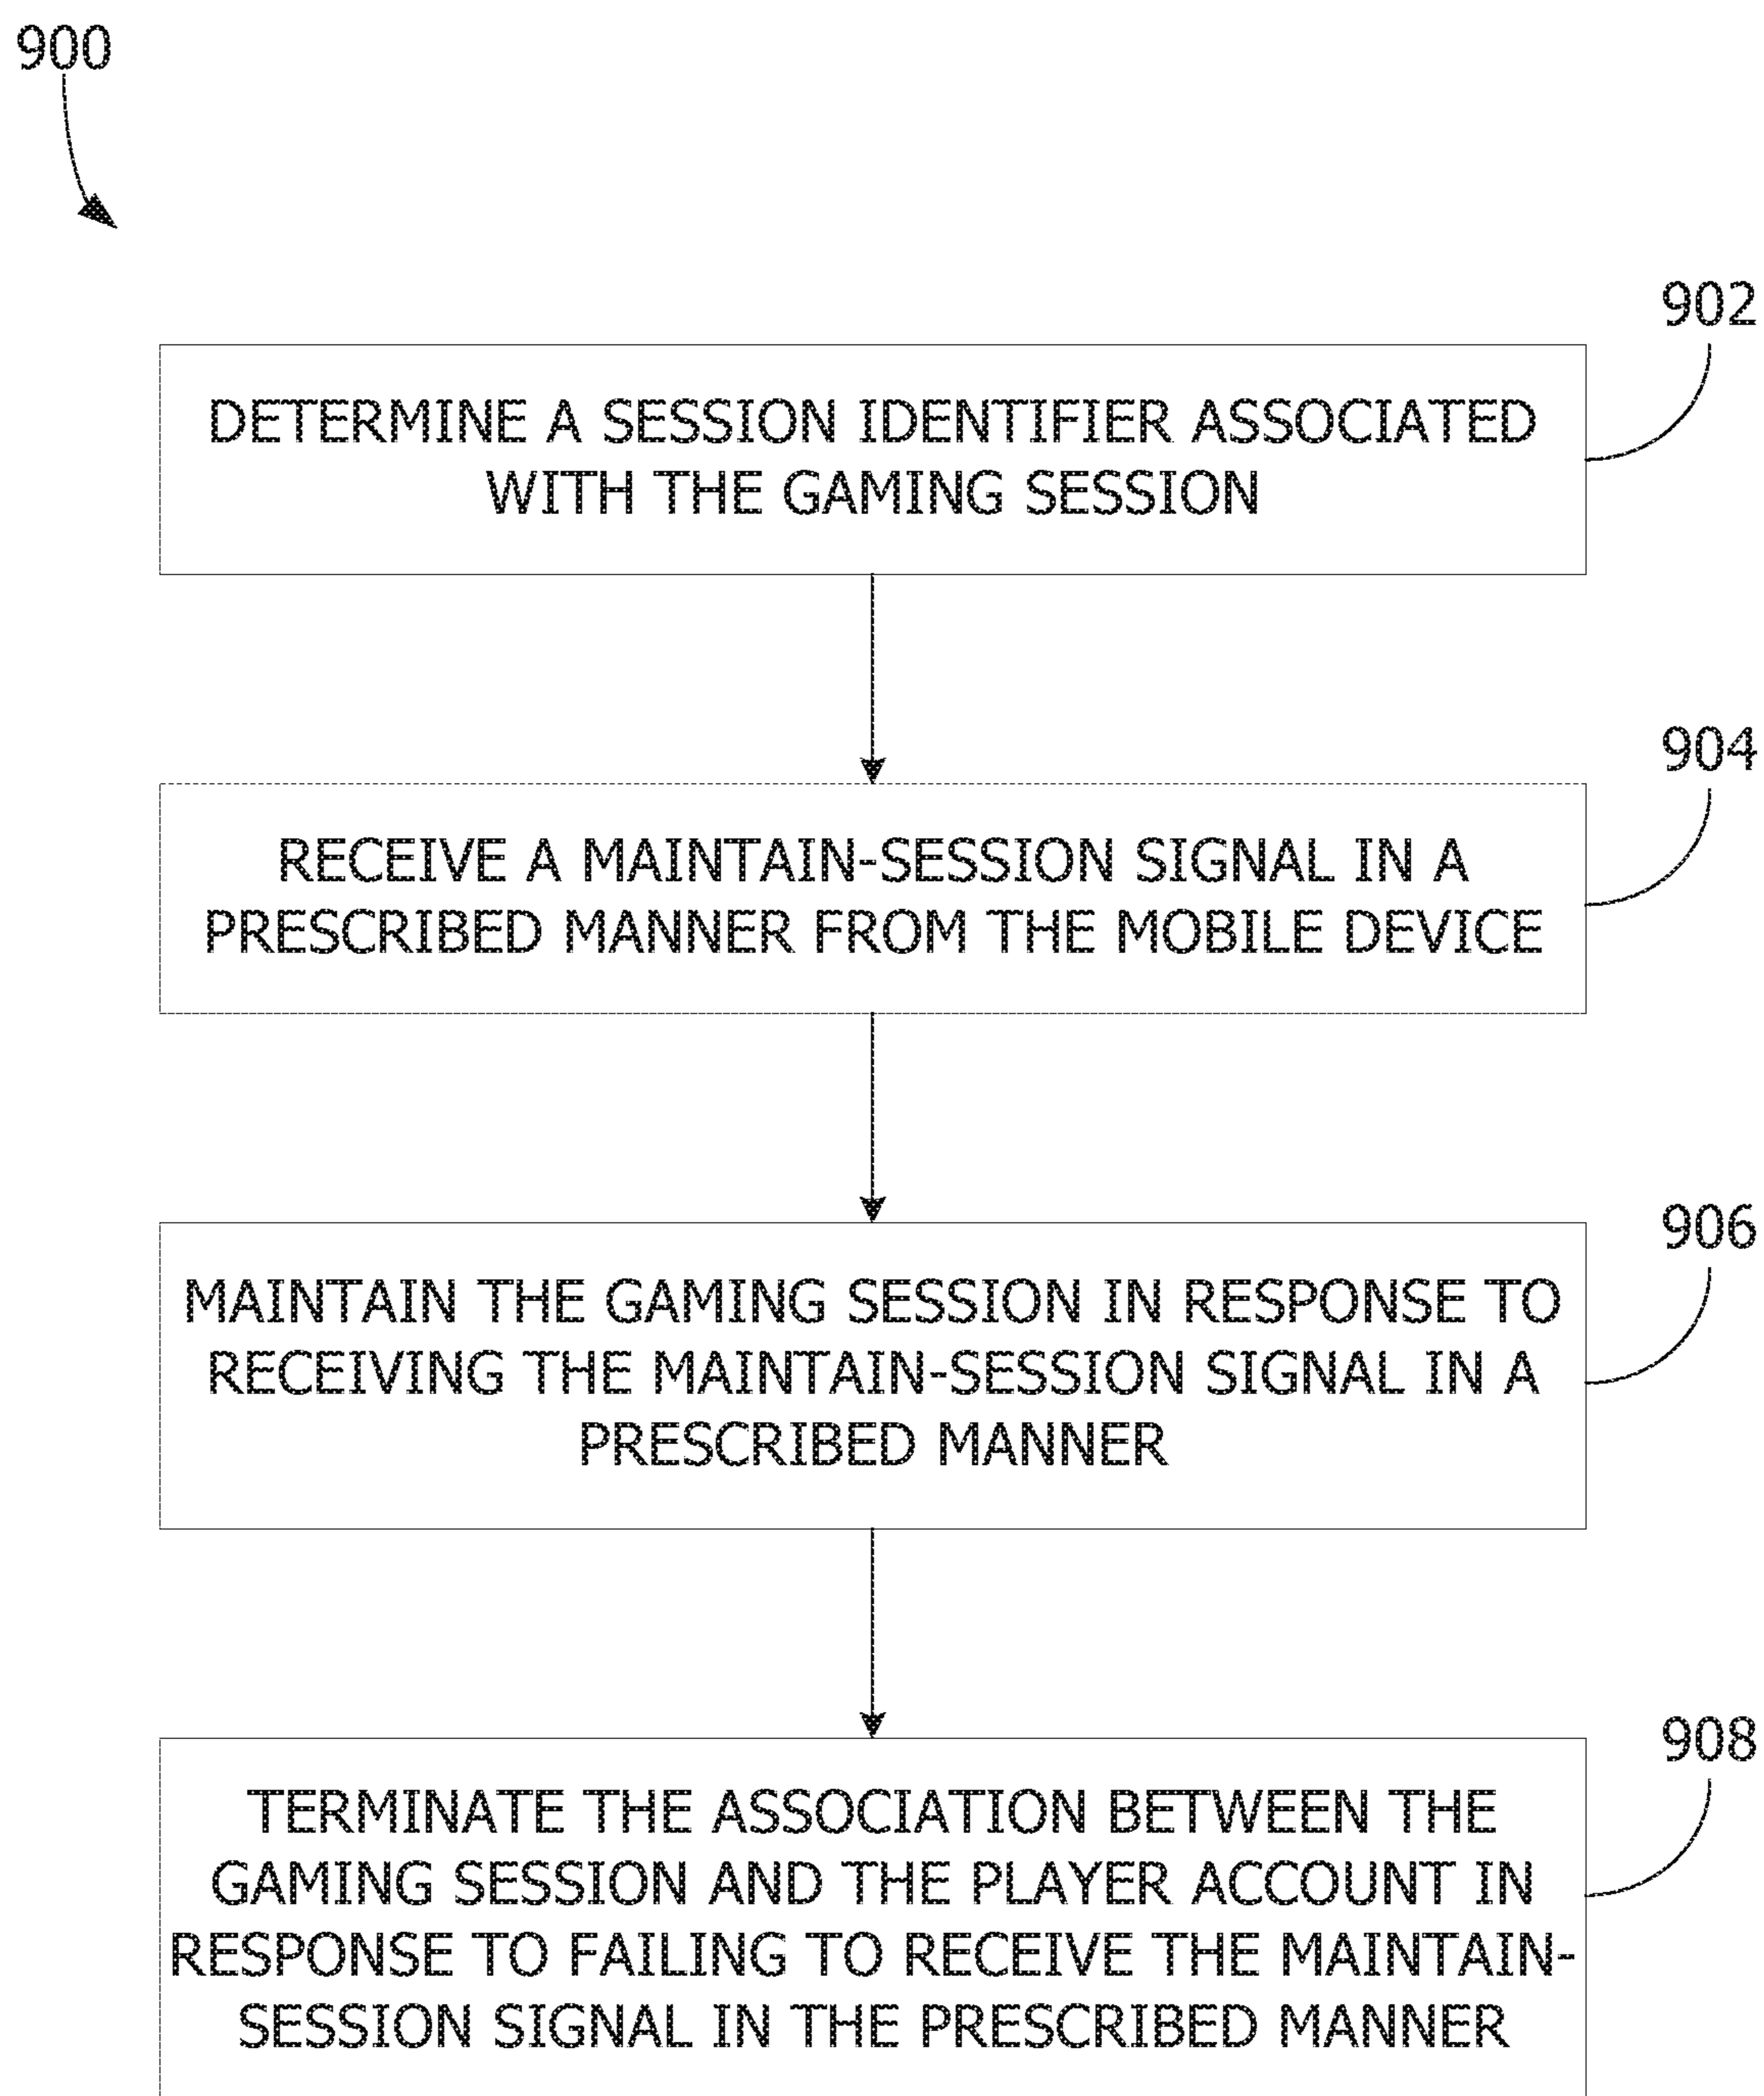 900
902
DETERMINE A SESSION IDENTIFIER ASSOCIATED
WITH THE GAMING SESSION
904
RECEIVE A MAINTAIN-SESSION SIGNAL IN A
PRESCRIBED MANNER FROM THE MOBILE DEVICE
906
MAINTAIN THE GAMING SESSION IN RESPONSE TO
RECEIVING THE MAINTAIN-SESSION SIGNAL IN A
PRESCRIBED MANNER
908
TERMINATE THE ASSOCIATION BETWEEN THE
GAMING SESSION AND THE PLAYER ACCOUNT IN
RESPONSE TO FAILING TO RECEIVE THE MAINTAIN-
SESSION SIGNAL IN THE PRESCRIBED MANNER